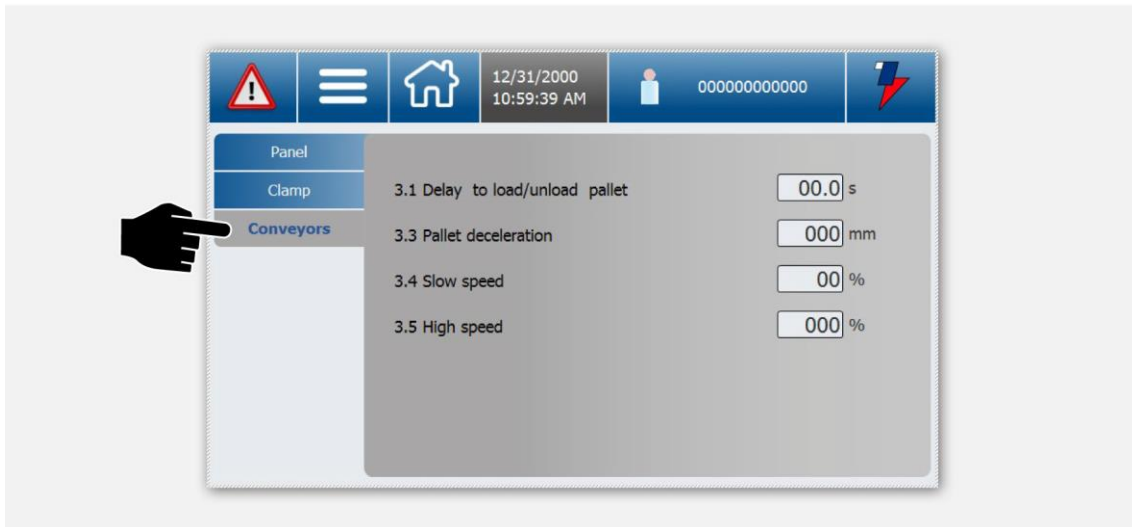 12/31/2000
10:59:39 AM
000000000000
Panel
Clamp
Conveyors
3.1 Delay to load/unload pallet 00.0 s
3.3 Pallet deceleration 000 mm
3.4 Slow speed 00 %
3.5 High speed 000 %